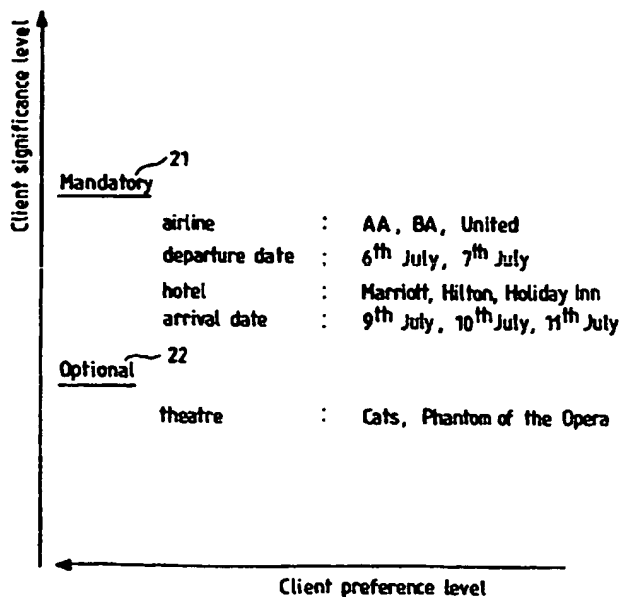 Client significance level
21
Mandatory
airline : AA, BA, United
departure date : 6th July, 7th July
hotel : Marriott, Hilton, Holiday Inn
arrival date : 9th July, 10th July, 11th July
22
Optional
theatre : Cats, Phantom of the Opera
Client preference level